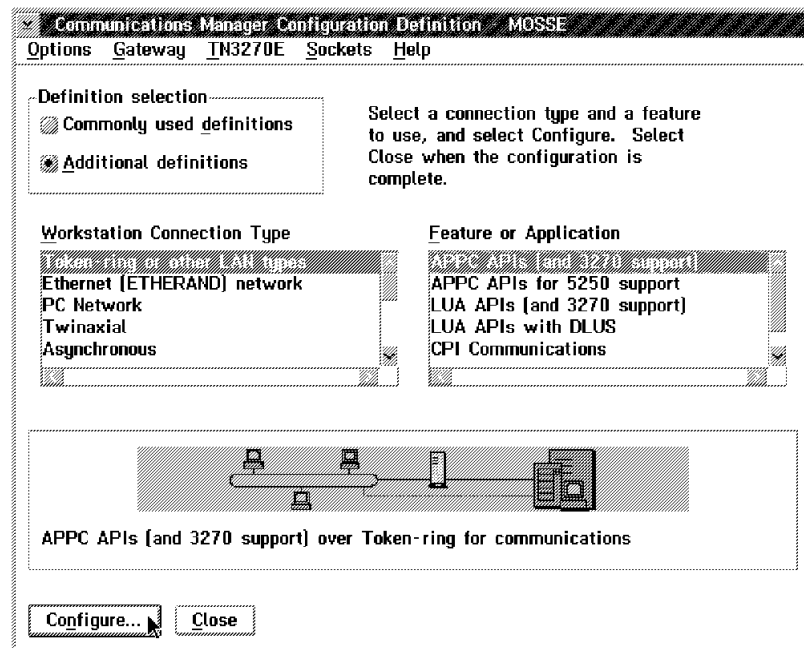 Communications Manager Configuration Definition - MOSSE
Options Gateway TN3270E Sockets Help
Definition selection
Commonly used definitions
Additional definitions
Select a connection type and a feature
to use, and select Configure. Select
Close when the configuration is
complete.
Workstation Connection Type
Token-ring or other LAN types
Ethernet (ETHERAND) network
PC Network
Twinaxial
Asynchronous
Feature or Application
APPC APIs (and 3270 support)
APPC APIs for 5250 support
LUA APIs (and 3270 support)
LUA APIs with DLUS
CPI Communications
APPC APIs (and 3270 support) over Token-ring for communications
Configure...
Close